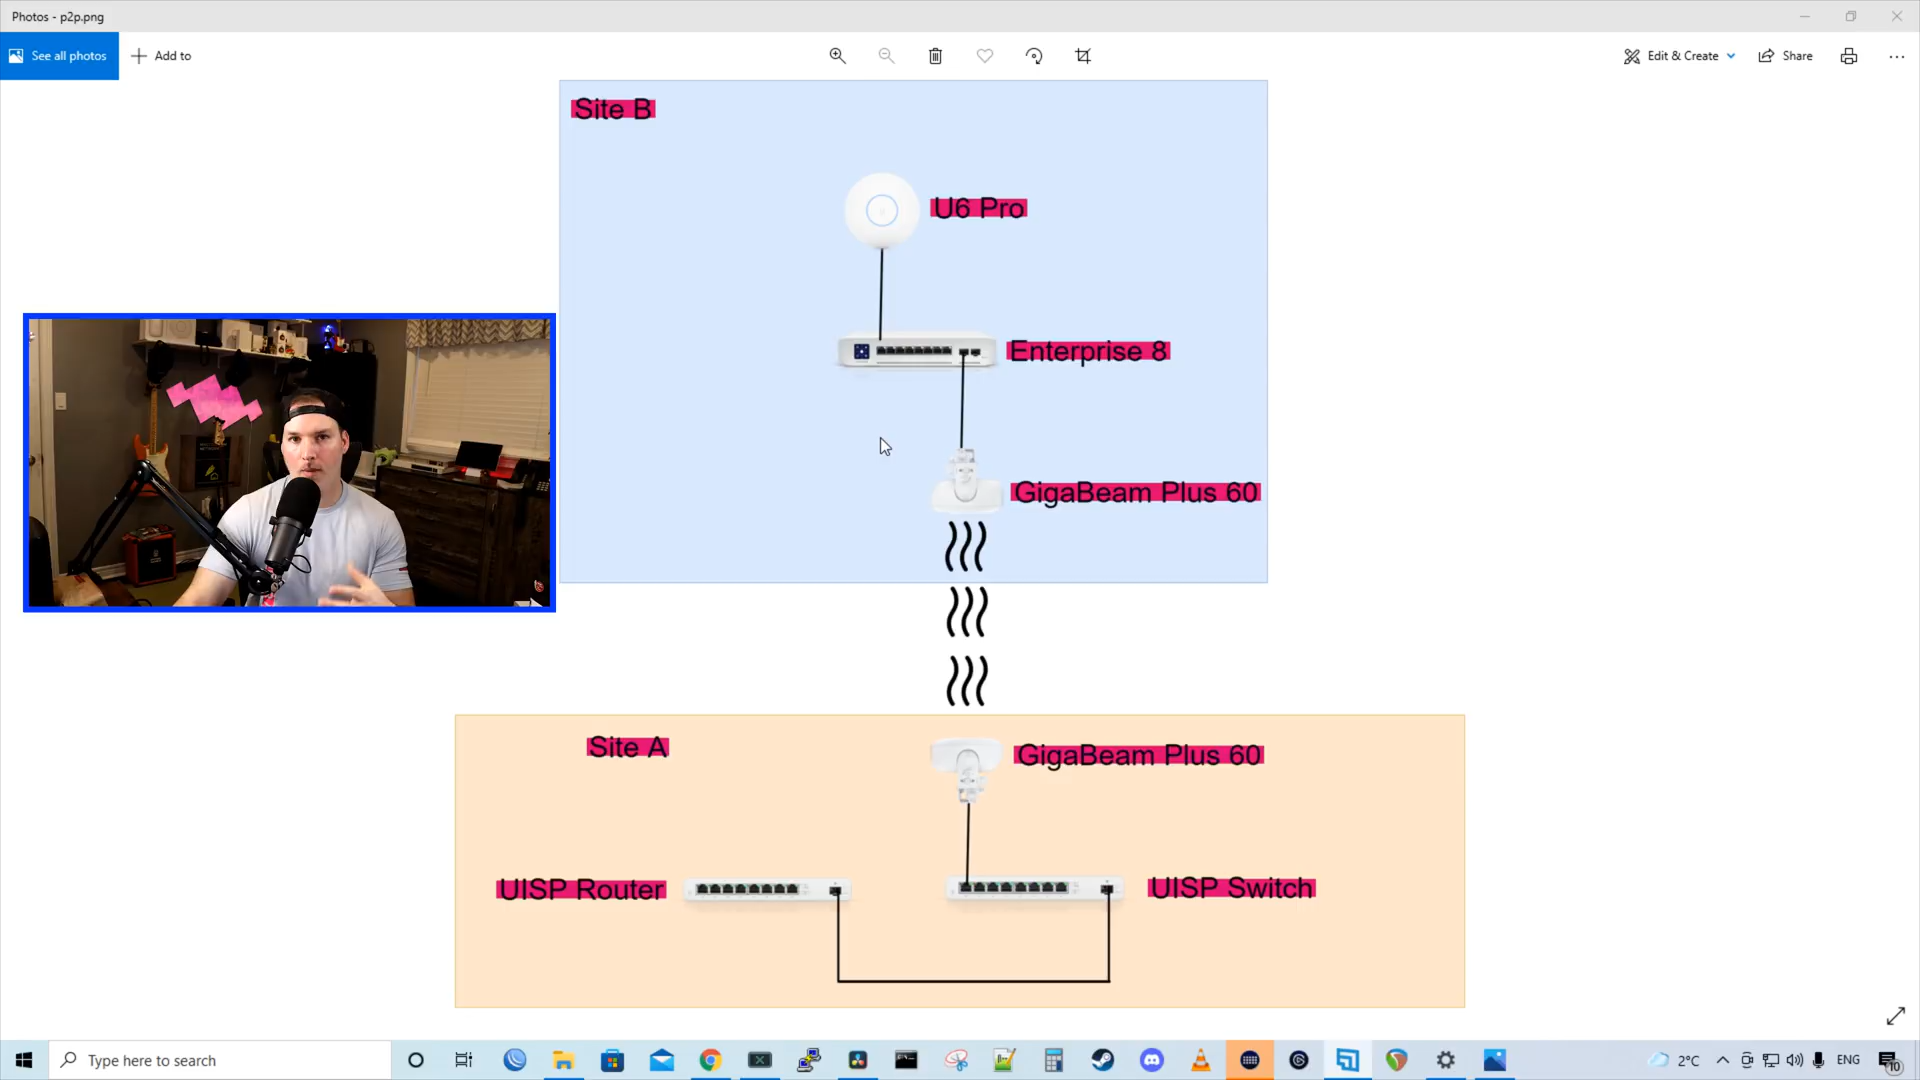 Photos - p2p.png
See all photos
Add to
Edit & Create
Share
Site B
U6 Pro
Enterprise 8
GigaBeam Plus 60
Site A
GigaBeam Plus 60
UISP Router
UISP Switch
Type here to search
2°C
ENG
10